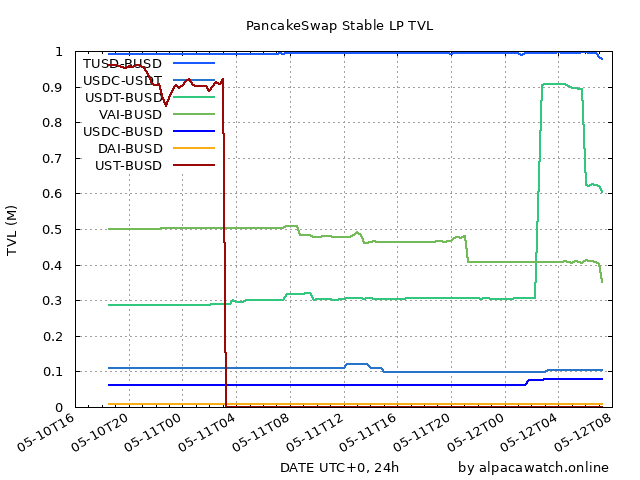 PancakeSwap Stable LP TVL
TVL (M)
1
0.9
0.8
0.7
0.6
0.5
0.4
0.3
0.2
0.1
0
TUSD-BUSD
USDC-USDT
USDT-BUSD
VAI-BUSD
USDC-BUSD
DAI-BUSD
UST-BUSD
05-10T16
05-10T20
05-11T00
05-11T04
05-11T08
05-11T12
05-11T16
05-11T20
05-12T00
05-12T04
05-12T08
DATE UTC+0, 24h
by alpacawatch.online